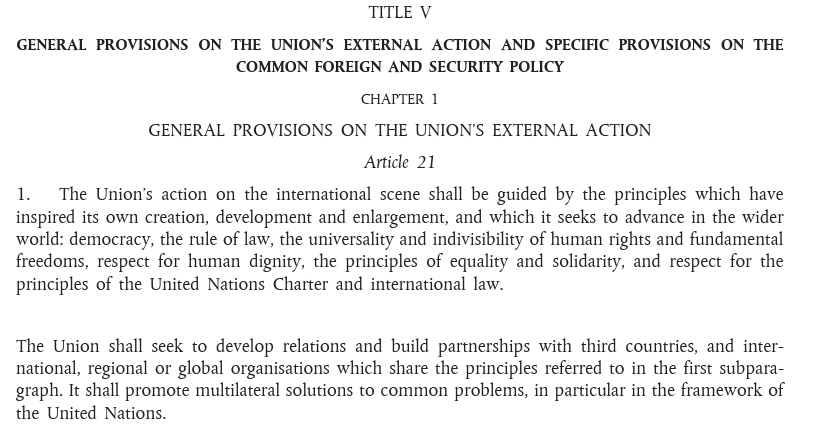 TITLE V
GENERAL PROVISIONS ON THE UNION'S EXTERNAL ACTION AND SPECIFIC PROVISIONS ON THE
COMMON FOREIGN AND SECURITY POLICY
CHAPTER 1
GENERAL PROVISIONS ON THE UNION'S EXTERNAL ACTION
Article 21
1. The Union's action on the international scene shall be guided by the principles which have
inspired its own creation, development and enlargement, and which it seeks to advance in the wider
world: democracy, the rule of law, the universality and indivisibility of human rights and fundamental
freedoms, respect for human dignity, the principles of equality and solidarity, and respect for the
principles of the United Nations Charter and international law.
The Union shall seek to develop relations and build partnerships with third countries, and inter-
national, regional or global organisations which share the principles referred to in the first subpara-
graph. It shall promote multilateral solutions to common problems, in particular in the framework of
the United Nations.